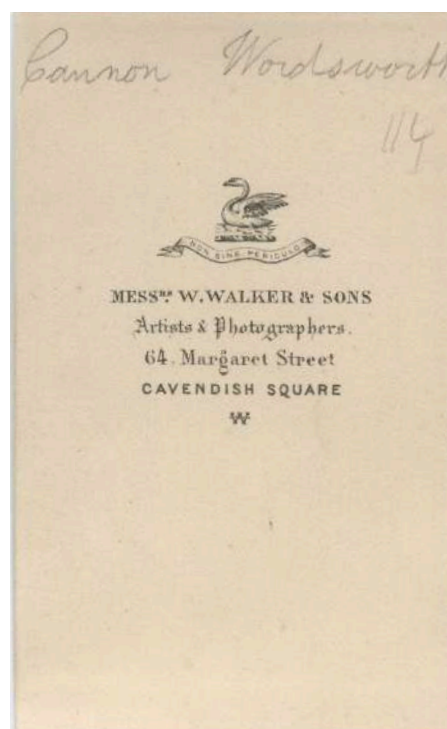 Cannon Wordsworth
114
NON SINE PERICULO
MESSRS. W. WALKER & SONS
Artists & Photographers.
64. Margaret Street
CAVENDISH SQUARE
W